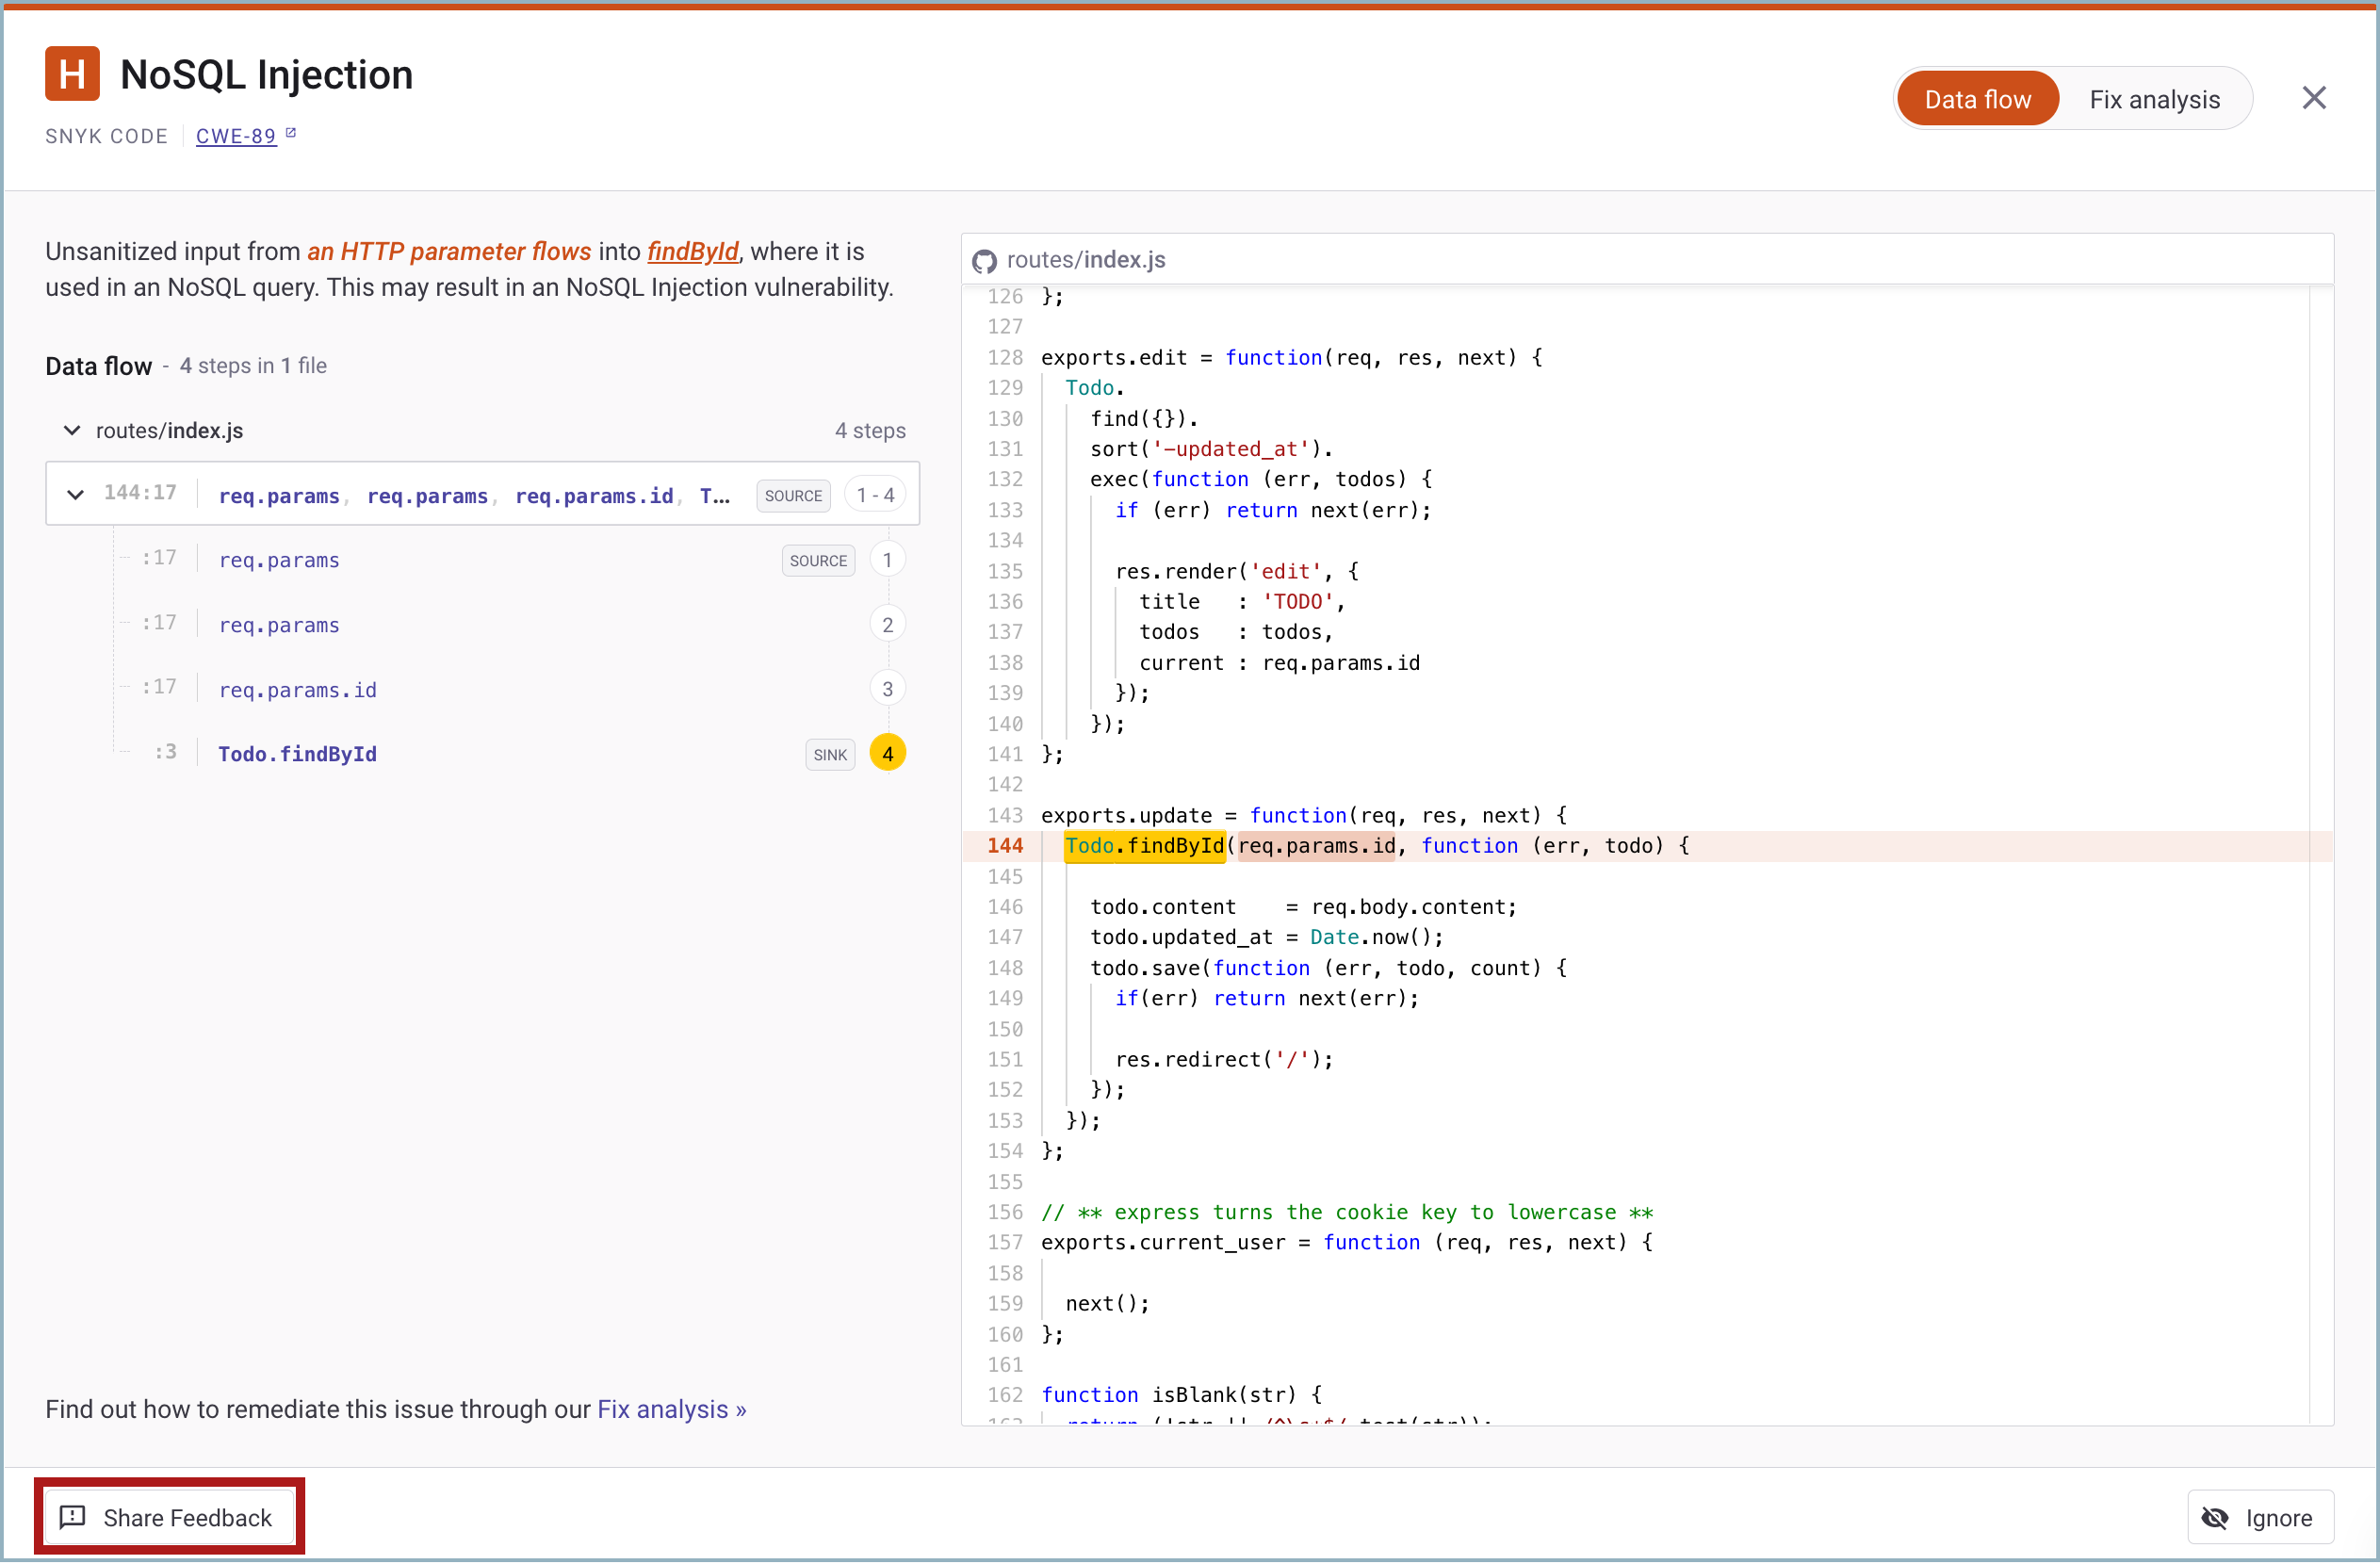 H NoSQL Injection
SNYK CODE CWE-89
Data flow Fix analysis
Unsanitized input from an HTTP parameter flows into findById, where it is
used in an NoSQL query. This may result in an NoSQL Injection vulnerability.
Data flow - 4 steps in 1 file
routes/index.js 4 steps
144:17 req.params, req.params, req.params.id, T... SOURCE 1 - 4
:17 req.params SOURCE 1
:17 req.params 2
:17 req.params.id 3
:3 Todo.findById SINK 4
Find out how to remediate this issue through our Fix analysis »
routes/index.js
126 };
127
128 exports.edit = function(req, res, next) {
129   Todo.
130     find({}).
131     sort('-updated_at').
132     exec(function (err, todos) {
133       if (err) return next(err);
134
135       res.render('edit', {
136         title   : 'TODO',
137         todos   : todos,
138         current : req.params.id
139       });
140     });
141 };
142
143 exports.update = function(req, res, next) {
144   Todo.findById(req.params.id, function (err, todo) {
145
146     todo.content    = req.body.content;
147     todo.updated_at = Date.now();
148     todo.save(function (err, todo, count) {
149       if(err) return next(err);
150
151       res.redirect('/');
152     });
153   });
154 };
155
156 // ** express turns the cookie key to lowercase **
157 exports.current_user = function (req, res, next) {
158
159   next();
160 };
161
162 function isBlank(str) {
Share Feedback
Ignore